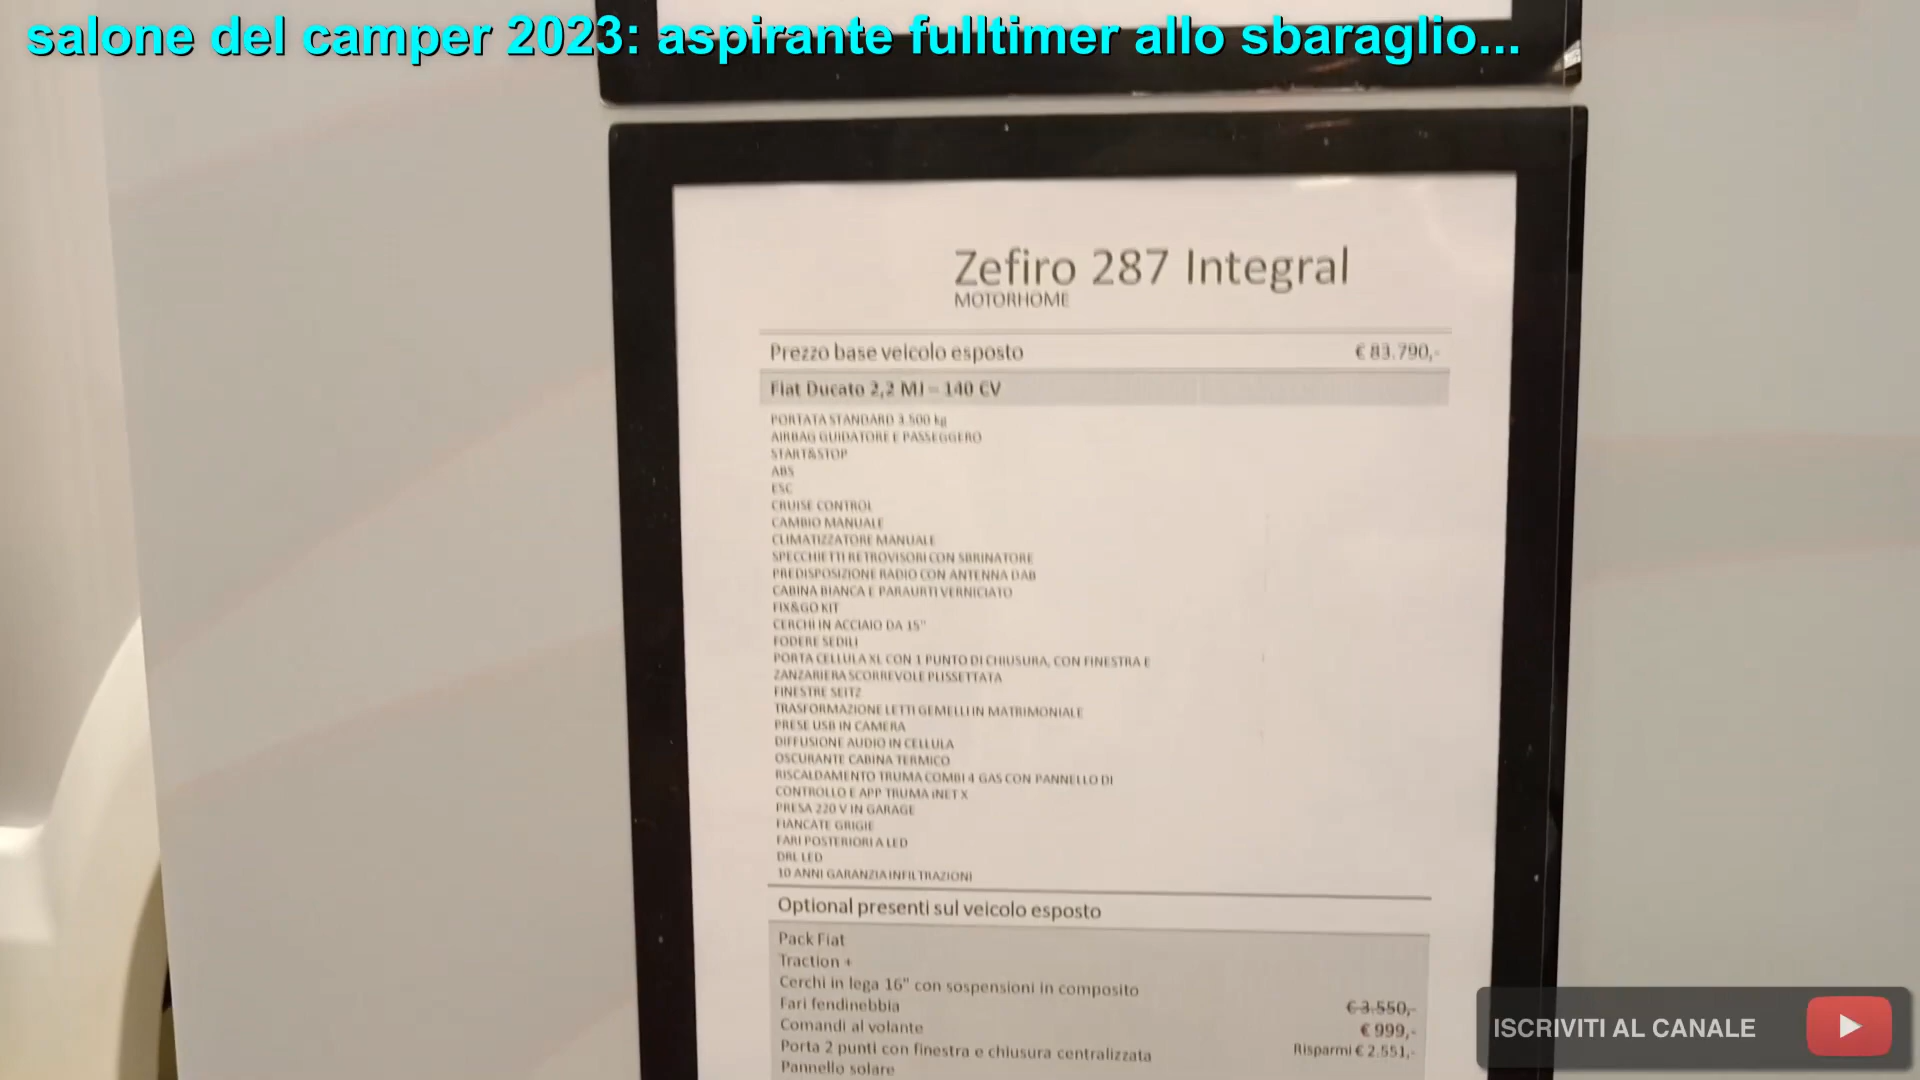 salone del camper 2023: aspirante fulltimer allo sbaraglio...
Zefiro 287 Integral
MOTORHOME
Prezzo base veicolo esposto € 83.790,-
Fiat Ducato 2,2 MJ – 140 CV
PORTATA STANDARD 3.500 kg
AIRBAG GUIDATORE E PASSEGGERO
START&STOP
ABS
ESC
CRUISE CONTROL
CAMBIO MANUALE
CLIMATIZZATORE MANUALE
SPECCHIETTI RETROVISORI CON SBRINATORE
PREDISPOSIZIONE RADIO CON ANTENNA DAB
CABINA BIANCA E PARAURTI VERNICIATO
FIX&GO KIT
CERCHI IN ACCIAIO DA 15"
FODERE SEDILI
PORTA CELLULA XL CON 1 PUNTO DI CHIUSURA, CON FINESTRA E
ZANZARIERA SCORREVOLE PLISSETTATA
FINESTRE SEITZ
TRASFORMAZIONE LETTI GEMELLI IN MATRIMONIALE
PRESE USB IN CAMERA
DIFFUSIONE AUDIO IN CELLULA
OSCURANTE CABINA TERMICO
RISCALDAMENTO TRUMA COMBI 4 GAS CON PANNELLO DI
CONTROLLO E APP TRUMA iNET X
PRESA 220 V IN GARAGE
FIANCATE GRIGIE
FARI POSTERIORI A LED
DRL LED
10 ANNI GARANZIA INFILTRAZIONI
Optional presenti sul veicolo esposto
Pack Fiat
Traction +
Cerchi in lega 16" con sospensioni in composito
Fari fendinebbia € 3.550,-
Comandi al volante € 999,-
Porta 2 punti con finestra e chiusura centralizzata Risparmi € 2.551,-
Pannello solare
ISCRIVITI AL CANALE